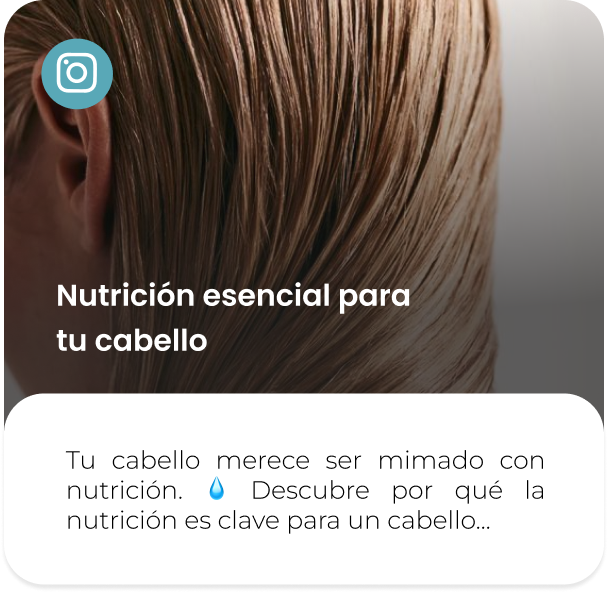 Nutrición esencial para
tu cabello
Tu cabello merece ser mimado con
nutrición. 💧 Descubre por qué la
nutrición es clave para un cabello...